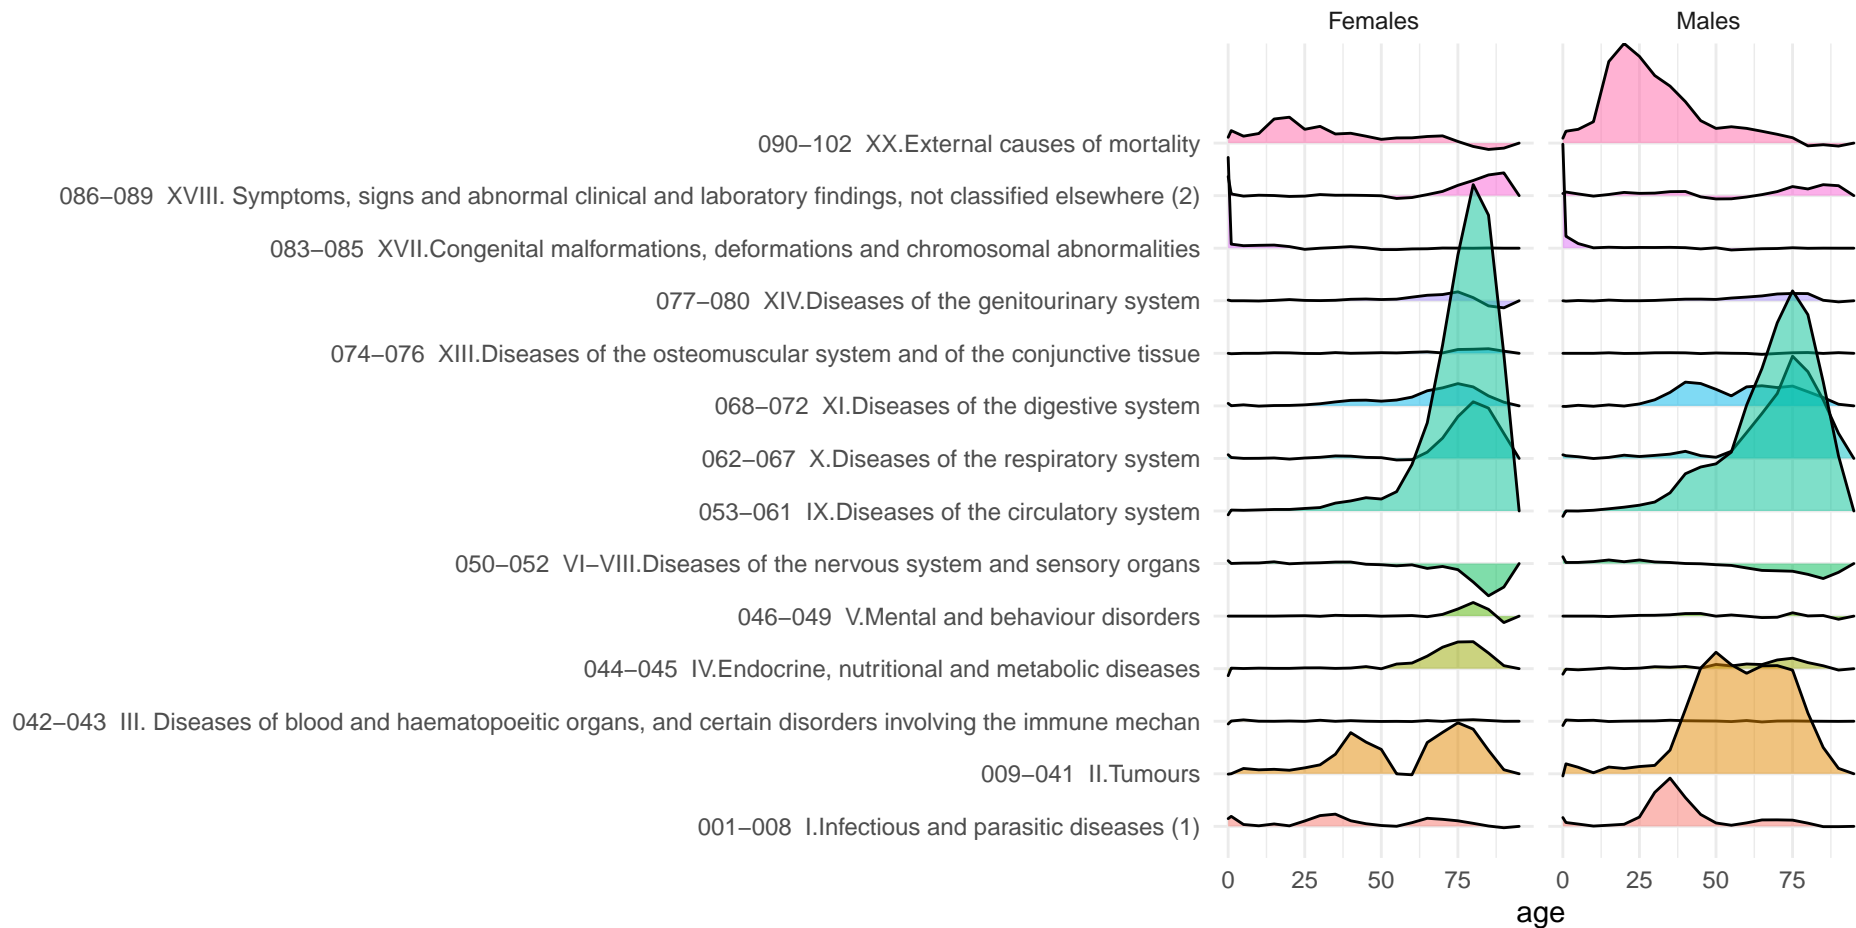 Females Males
090–102 XX.External causes of mortality
086–089 XVIII. Symptoms, signs and abnormal clinical and laboratory findings, not classified elsewhere (2)
083–085 XVII.Congenital malformations, deformations and chromosomal abnormalities
077–080 XIV.Diseases of the genitourinary system
074–076 XIII.Diseases of the osteomuscular system and of the conjunctive tissue
068–072 XI.Diseases of the digestive system
062–067 X.Diseases of the respiratory system
053–061 IX.Diseases of the circulatory system
050–052 VI–VIII.Diseases of the nervous system and sensory organs
046–049 V.Mental and behaviour disorders
044–045 IV.Endocrine, nutritional and metabolic diseases
042–043 III. Diseases of blood and haematopoeitic organs, and certain disorders involving the immune mechan
009–041 II.Tumours
001–008 I.Infectious and parasitic diseases (1)
0 25 50 75 0 25 50 75
age